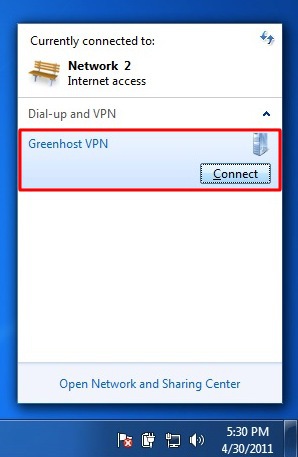 Currently connected to:
Network 2
Internet access
Dial-up and VPN
Greenhost VPN
Connect
Open Network and Sharing Center
5:30 PM
4/30/2011